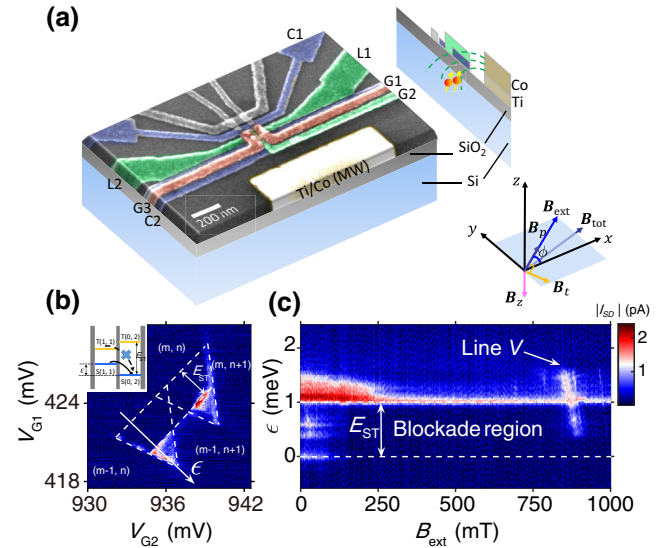 (a)
C1
L1
G1
G2
Co
Ti
SiO2
Si
L2
G3
C2
200 nm
Ti/Co (MW)
z
y
x
Bext
Btot
Bp
ϕ
Bt
Bz
(b)
T(1, 1)
T(0, 2)
EST
S(1, 1)
S(0, 2)
ε
(m, n)
(m, n+1)
EST
(m-1, n)
(m-1, n+1)
ϵ
VG1 (mV)
424
418
930
936
942
VG2 (mV)
(c)
|ISD| (pA)
2
1
0
Line V
EST
Blockade region
ϵ (meV)
2
1
0
0
250
500
750
1000
Bext (mT)